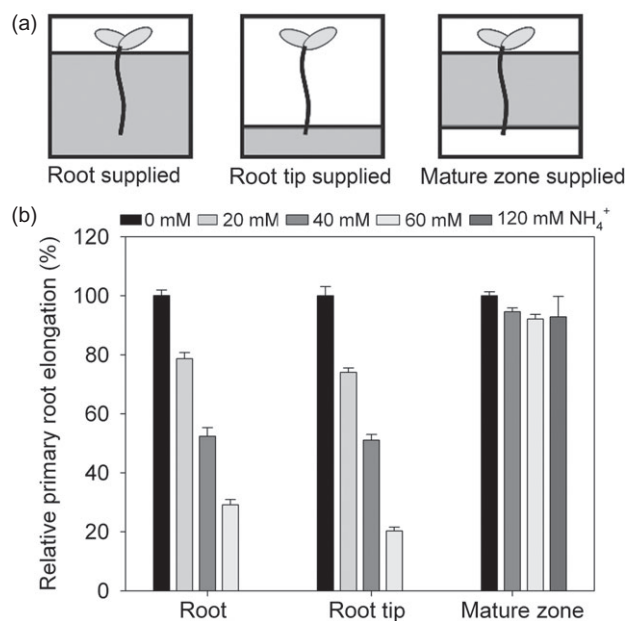 (a)
Root supplied Root tip supplied Mature zone supplied
(b)
0 mM 20 mM 40 mM 60 mM 120 mM NH₄⁺
Relative primary root elongation (%)
120
100
80
60
40
20
0
Root Root tip Mature zone